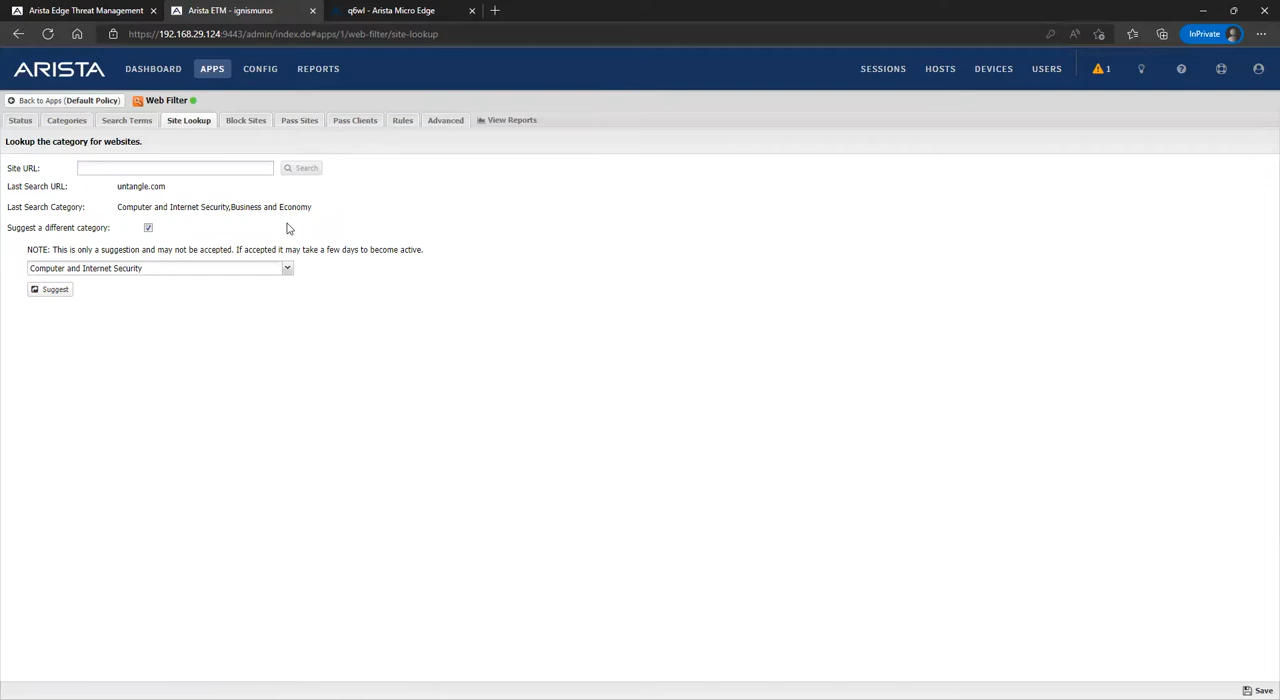 Arista Edge Threat Management
Arista ETM - ignismurus
q6wl - Arista Micro Edge
https://192.168.29.124:9443/admin/index.do#apps/1/web-filter/site-lookup
InPrivate
ARISTA DASHBOARD APPS CONFIG REPORTS SESSIONS HOSTS DEVICES USERS 1
Back to Apps (Default Policy) Web Filter
Status Categories Search Terms Site Lookup Block Sites Pass Sites Pass Clients Rules Advanced View Reports
Lookup the category for websites.
Site URL: Search
Last Search URL: untangle.com
Last Search Category: Computer and Internet Security,Business and Economy
Suggest a different category:
NOTE: This is only a suggestion and may not be accepted. If accepted it may take a few days to become active.
Computer and Internet Security
Suggest
Save